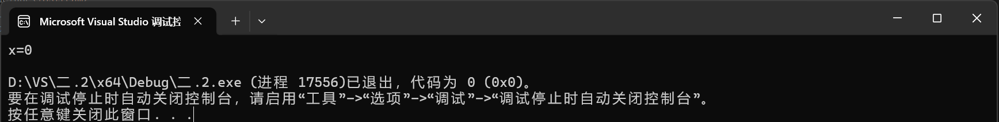 Microsoft Visual Studio 调试控
x=0
D:\VS\二.2\x64\Debug\二.2.exe (进程 17556)已退出，代码为 0 (0x0)。
要在调试停止时自动关闭控制台，请启用“工具”->“选项”->“调试”->“调试停止时自动关闭控制台”。
按任意键关闭此窗口. . .